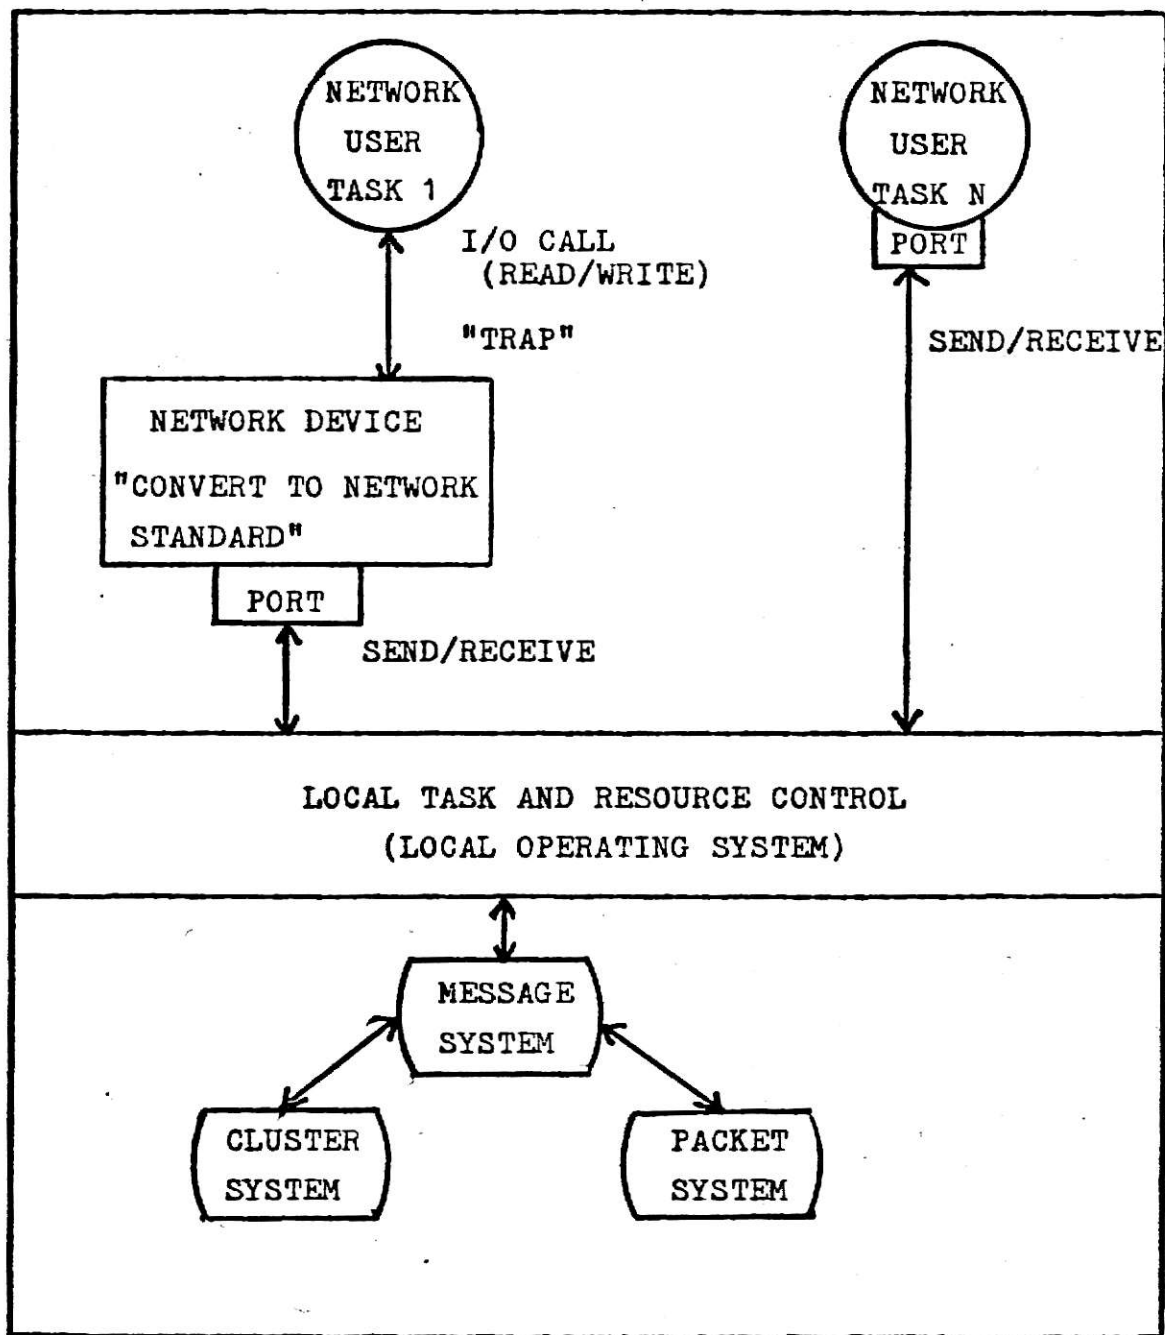 NETWORK
USER
TASK 1
NETWORK
USER
TASK N
PORT
I/O CALL
(READ/WRITE)
"TRAP"
SEND/RECEIVE
NETWORK DEVICE
"CONVERT TO NETWORK
STANDARD"
PORT
SEND/RECEIVE
LOCAL TASK AND RESOURCE CONTROL
(LOCAL OPERATING SYSTEM)
MESSAGE
SYSTEM
CLUSTER
SYSTEM
PACKET
SYSTEM